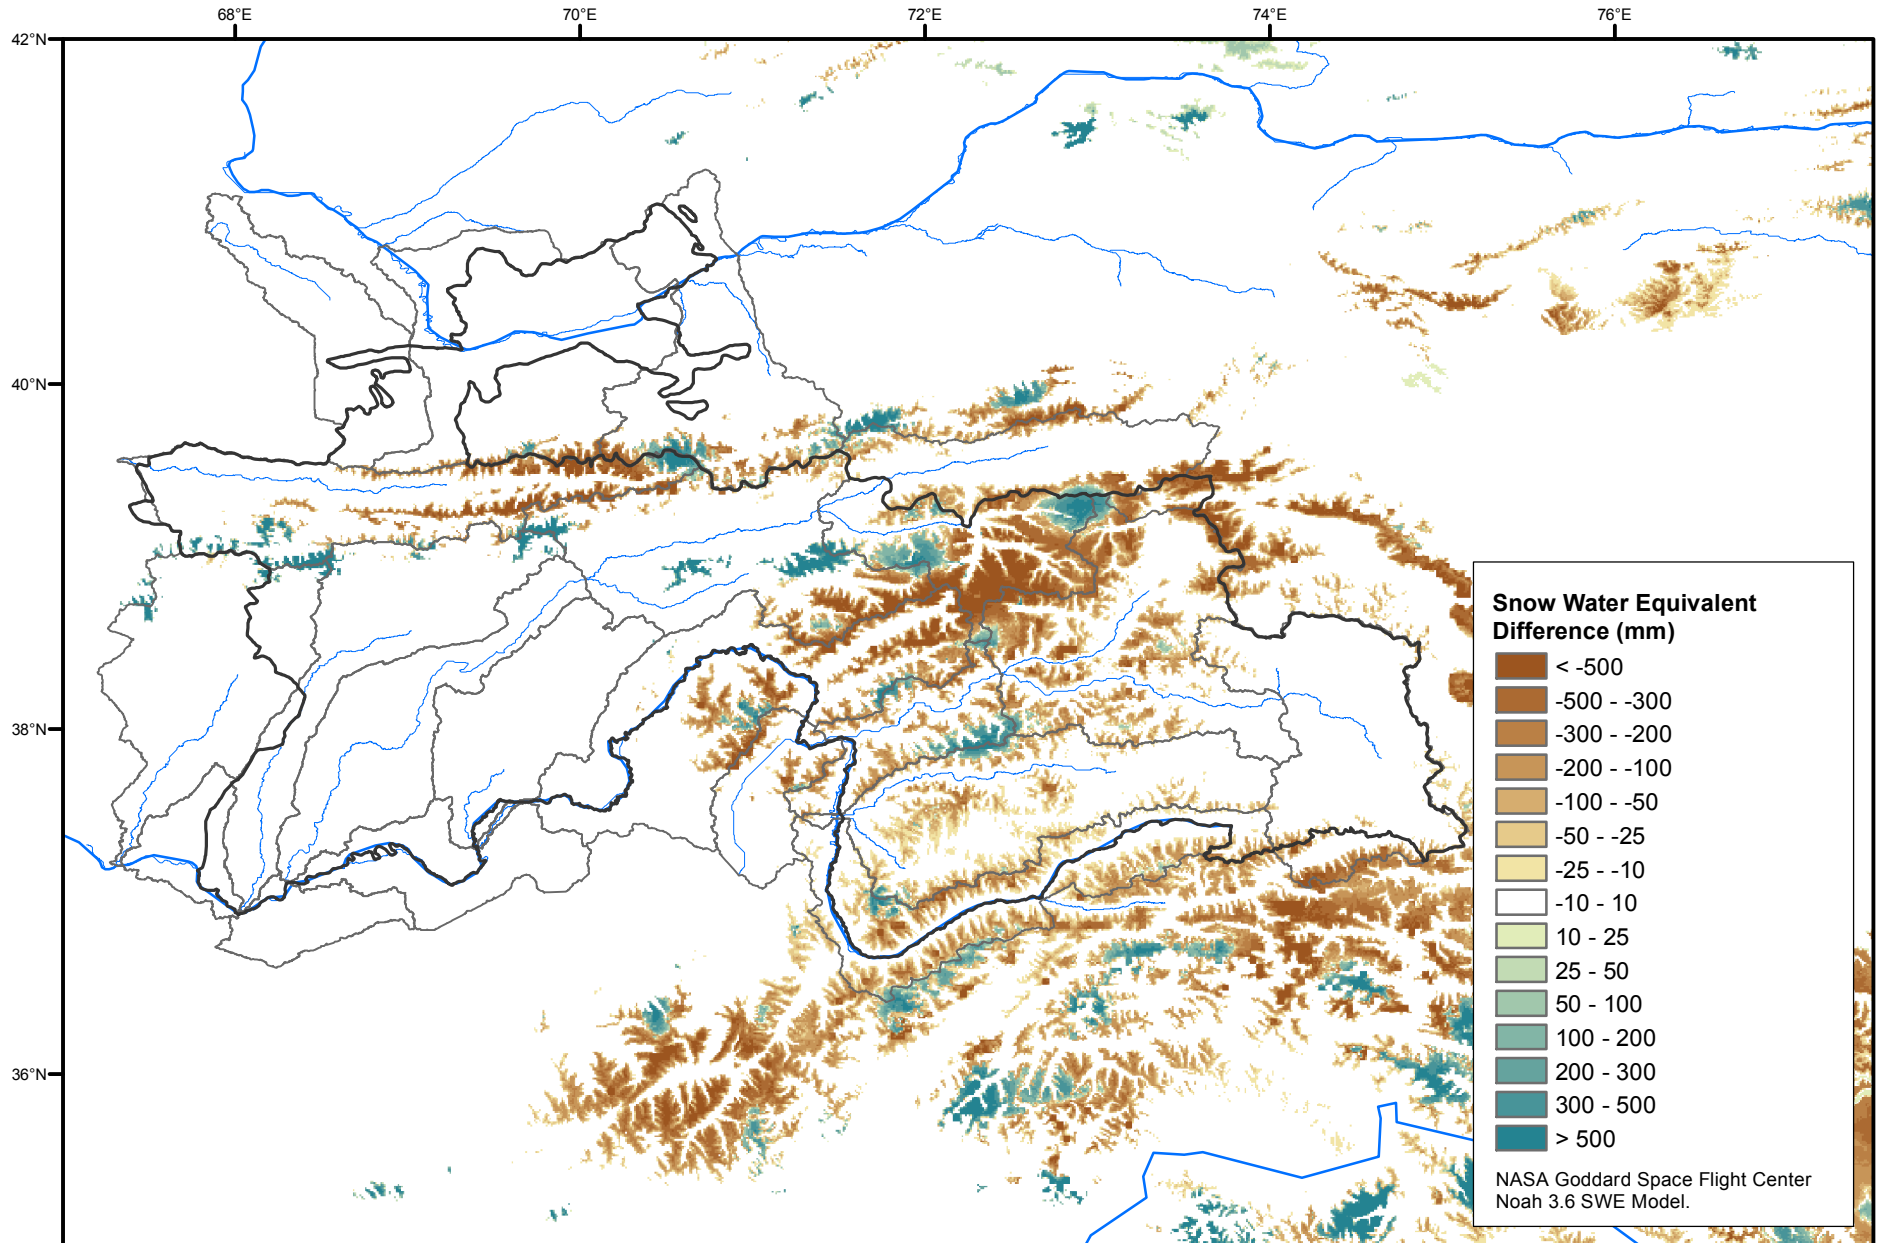 68°E
70°E
72°E
74°E
76°E
42°N
40°N
38°N
36°N
Snow Water Equivalent
Difference (mm)
< -500
-500 - -300
-300 - -200
-200 - -100
-100 - -50
-50 - -25
-25 - -10
-10 - 10
10 - 25
25 - 50
50 - 100
100 - 200
200 - 300
300 - 500
> 500
NASA Goddard Space Flight Center
Noah 3.6 SWE Model.